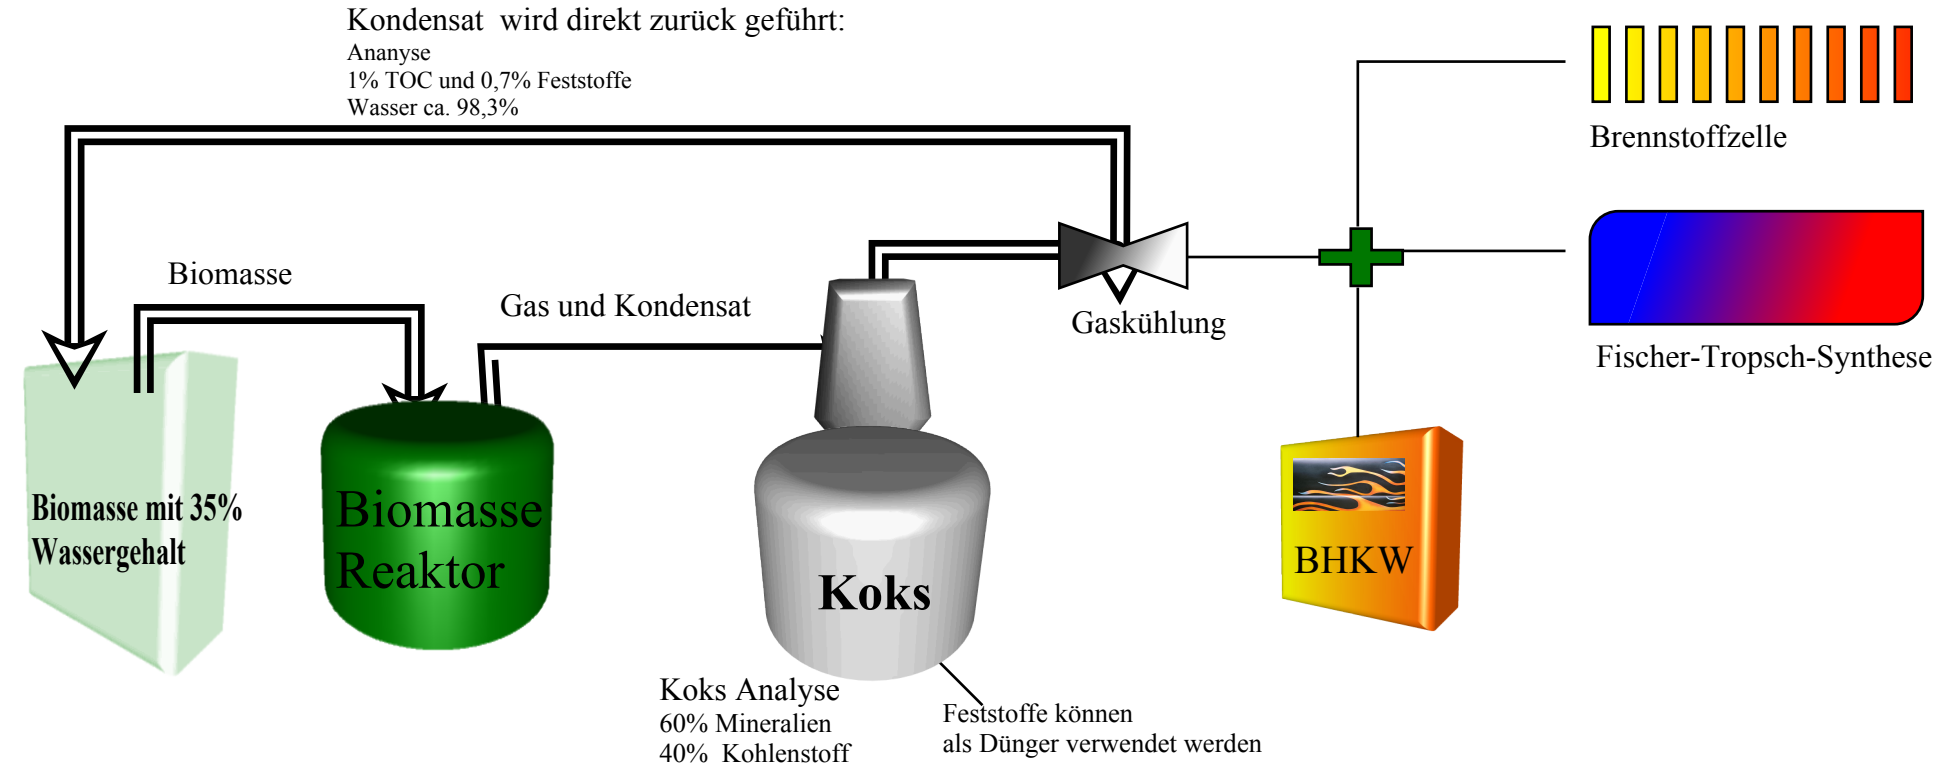 Kondensat  wird direkt zurück geführt:
Ananyse
1% TOC und 0,7% Feststoffe
Wasser ca. 98,3%
Brennstoffzelle
Biomasse
Gas und Kondensat
Gaskühlung
Fischer-Tropsch-Synthese
Biomasse mit 35%
Wassergehalt
Biomasse
Reaktor
Koks
BHKW
Koks Analyse
60% Mineralien
40%  Kohlenstoff
Feststoffe können
als Dünger verwendet werden